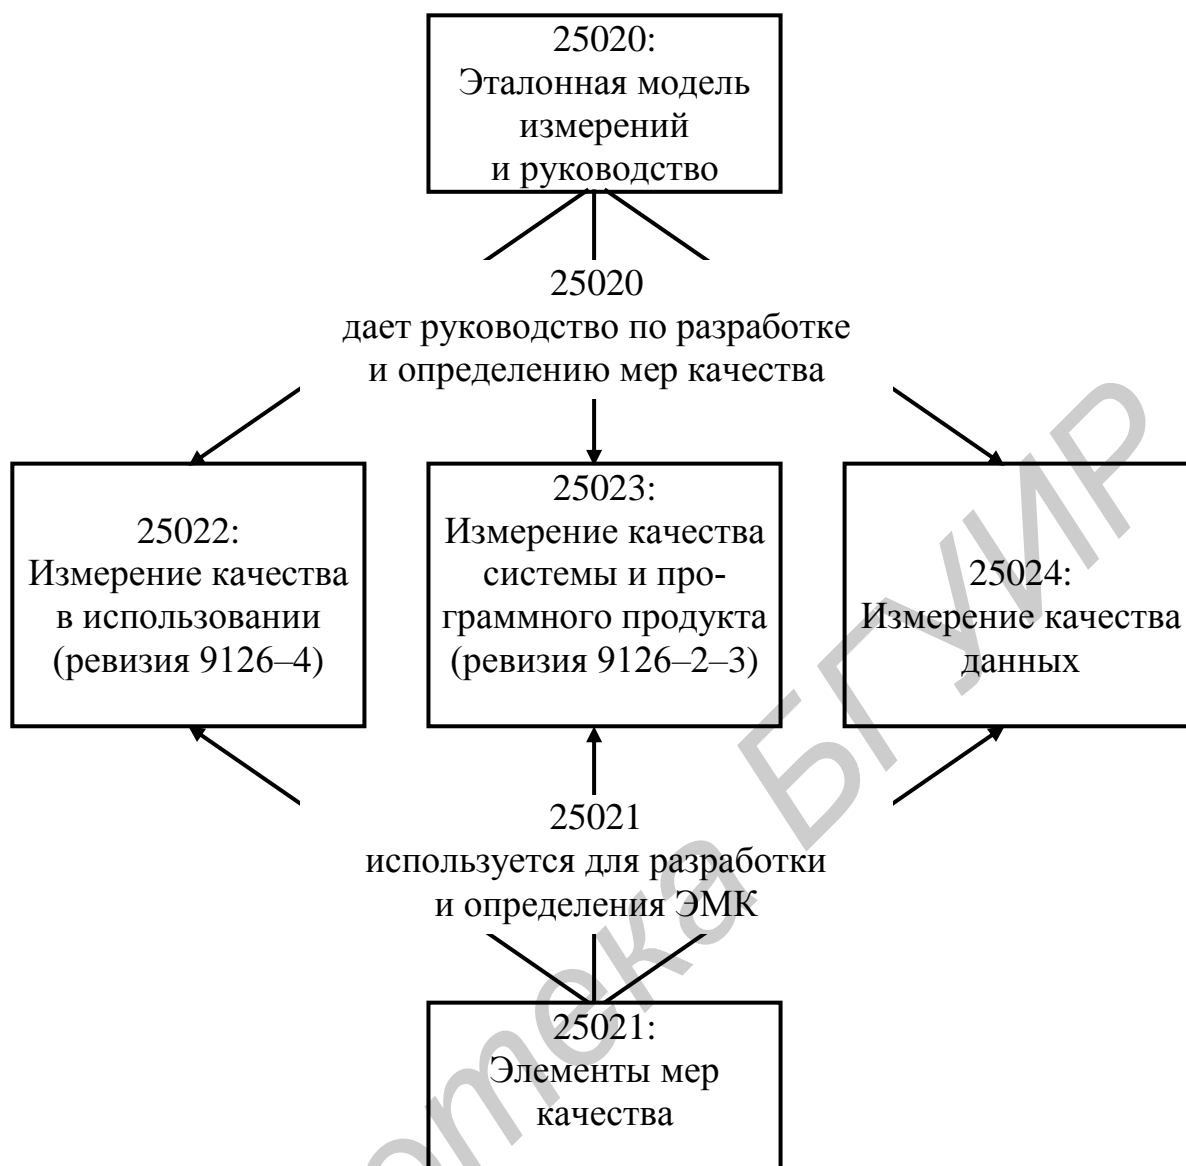 25020:
Эталонная модель
измерений
и руководство
25020
дает руководство по разработке
и определению мер качества
25022:
Измерение качества
в использовании
(ревизия 9126–4)
25023:
Измерение качества
системы и про-
граммного продукта
(ревизия 9126–2–3)
25024:
Измерение качества
данных
25021
используется для разработки
и определения ЭМК
25021:
Элементы мер
качества
отека БГУИР